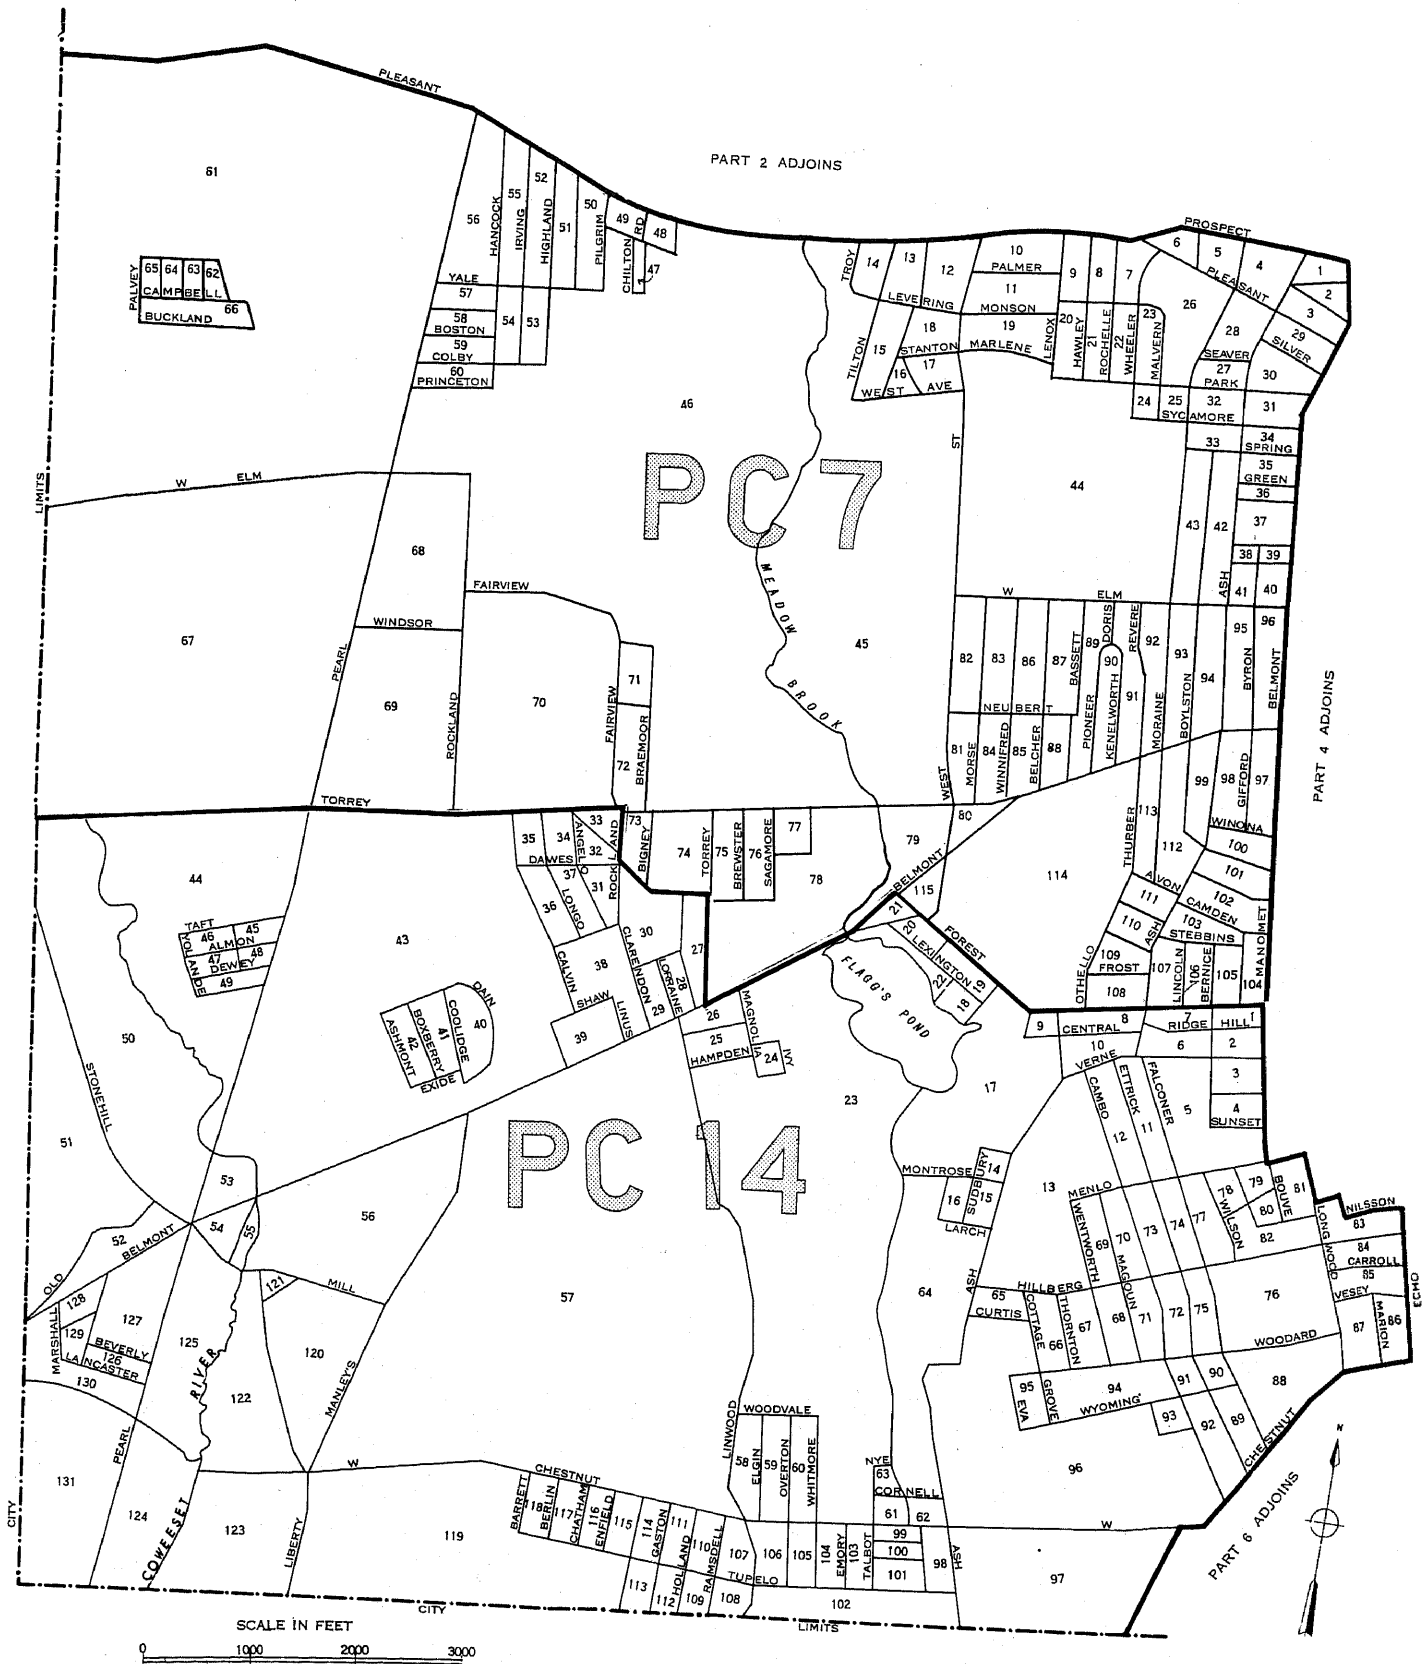 PLEASANT
PART 2 ADJOINS
PROSPECT
PLEASANT
61
56
HANCOCK
55
IRVING
52
HIGHLAND
51
50
PILGRIM
49
CHILTON RD
48
47
YALE
57
58
BOSTON
59
COLBY
60
PRINCETON
54
53
PALVEY
65
64
63
62
CAMPBELL
66
BUCKLAND
TROY
14
13
12
10
PALMER
11
MONSON
9
8
7
6
5
4
1
2
3
LEVERING
18
19
MARLENE
LENOX
20
HAWLEY
21
ROCHELLE
22
WHEELER
23
MALVERN
26
28
29
SILVER
SEAVER
27
PARK
30
TILTON
15
STANTON
16
17
WEST AVE
24
25
32
31
SYCAMORE
33
34
SPRING
35
GREEN
36
37
38
39
41
40
43
42
ASH
46
ST
44
PC 7
LIMITS
W ELM
68
FAIRVIEW
WINDSOR
67
PEARL
69
ROCKLAND
70
71
FAIRVIEW
72
BRAEMOOR
MEADOW BROOK
45
W ELM
82
83
86
87
BASSETT
89
DORIS
90
REVERE
92
93
94
95
BYRON
96
BELMONT
PIONEER
KENELWORTH
91
MORAINE
BOYLSTON
NEUBERT
81
MORSE
84
WINNIFRED
85
BELCHER
88
WEST
99
98
GIFFORD
97
PART 4 ADJOINS
TORREY
80
THURBER
113
WINONA
112
100
101
102
AVON
CAMDEN
111
103
STEBBINS
110
ASH
109
FROST
108
OTHELLO
107
LINCOLN
106
BERNICE
105
104
MANOMET
114
79
BELMONT
115
78
77
73
BIGNEY
74
TORREY
75
BREWSTER
76
SAGAMORE
35
34
33
ANGELO
32
ROCKLAND
DAWES
37
31
36
LONGO
30
27
44
TAFT
45
46
ALMON
47
48
DEWEY
49
YOLANDE
43
CALVIN
38
CLARENDON
LORRAINE
28
29
SHAW
LINUS
39
DAIN
40
COOLIDGE
41
BOXBERRY
42
ASHMONT
EXIDE
21
20
LEXINGTON
FOREST
22
19
18
FLAGG'S POND
MAGNOLIA
26
25
HAMPDEN
24
IVY
23
17
9
CENTRAL
8
7
RIDGE HILL
1
10
6
2
VERNE
3
4
SUNSET
CAMBO
ETTRICK
FALCONER
12
11
5
50
STONEHILL
51
53
54
55
52
OLD
BELMONT
PC 14
56
MONTROSE
14
SUDBURY
15
16
LARCH
13
MENLO
WENTWORTH
69
70
MAGOUN
73
74
77
78
WILSON
79
80
BOUVE
81
82
LONGWOOD
NILSSON
83
84
CARROLL
85
VESEY
87
MARION
86
ECHO
HILLBERG
65
CURTIS
ASH
64
COTTAGE
66
THORNTON
67
68
71
72
75
76
WOODARD
95
EVA
GROVE
94
WYOMING
91
90
88
93
92
89
CHESTNUT
96
57
MILL
121
120
MANLEYS
122
125
RIVER
127
128
129
MARSHALL
BEVERLY
126
LANCASTER
130
131
PEARL
124
COWESET
123
LIBERTY
W CHESTNUT
119
BARRETT
118
BERLIN
117
CHATHAM
116
ENFIELD
115
114
GASTON
111
HOLLAND
110
RAMSDELL
107
113
112
109
108
TUPELO
LINWOOD
WOODVALE
58
ELGIN
59
OVERTON
60
WHITMORE
NYE
63
CORNELL
61
62
W
106
105
104
EMORY
103
TALBOT
99
100
101
98
ASH
102
97
CITY
CITY
LIMITS
PART 6 ADJOINS
N
SCALE IN FEET
0 1000 2000 3000